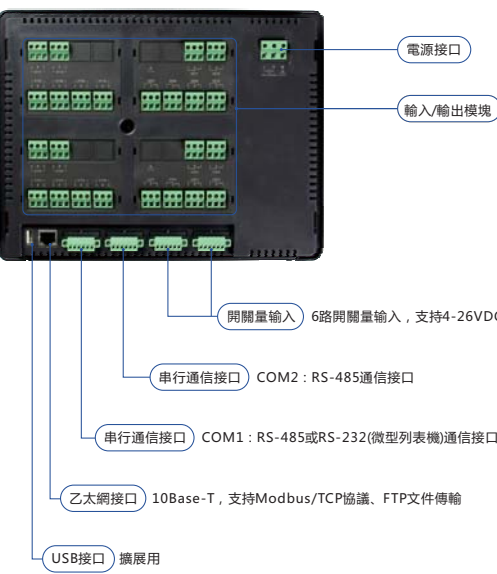 電源接口
輸入/輸出模塊
開關量輸入 6路開關量輸入，支持4-26VDC
串行通信接口 COM2：RS-485通信接口
串行通信接口 COM1：RS-485或RS-232(微型列表機)通信接口
乙太網接口 10Base-T，支持Modbus/TCP協議、FTP文件傳輸
USB接口 擴展用